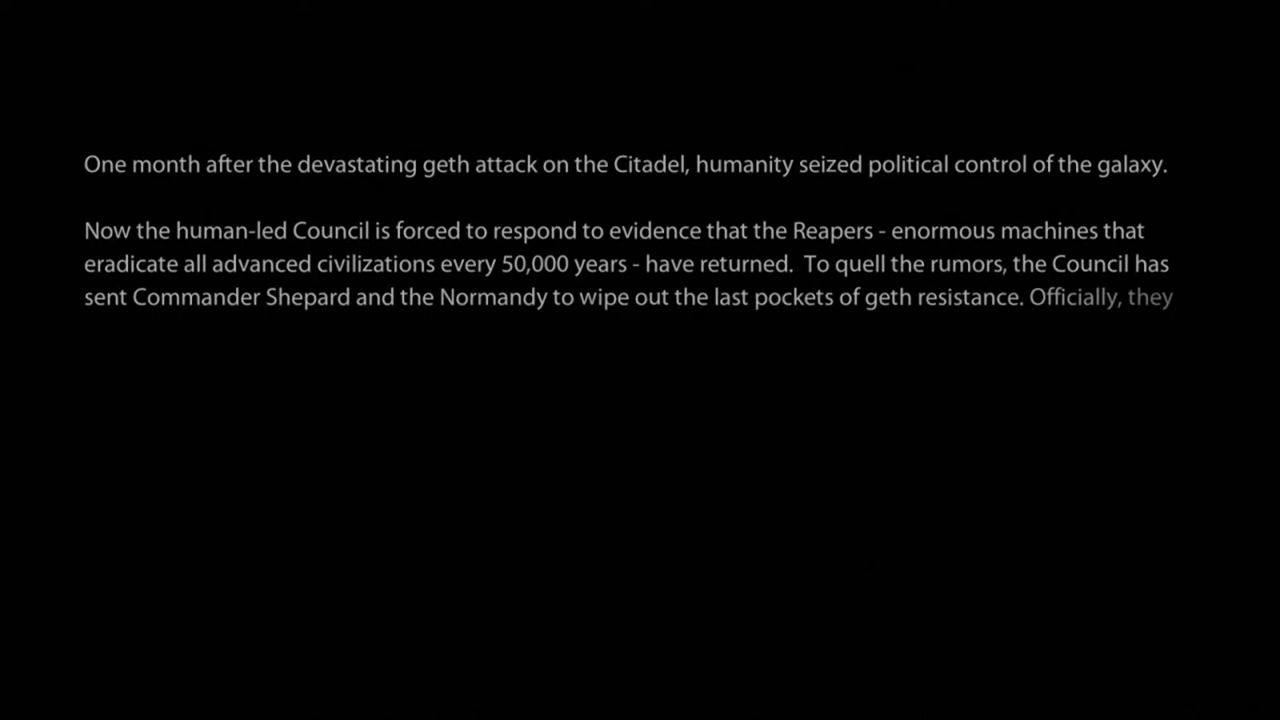 One month after the devastating geth attack on the Citadel, humanity seized political control of the galaxy.
Now the human-led Council is forced to respond to evidence that the Reapers - enormous machines that
eradicate all advanced civilizations every 50,000 years - have returned.  To quell the rumors, the Council has
sent Commander Shepard and the Normandy to wipe out the last pockets of geth resistance. Officially, they